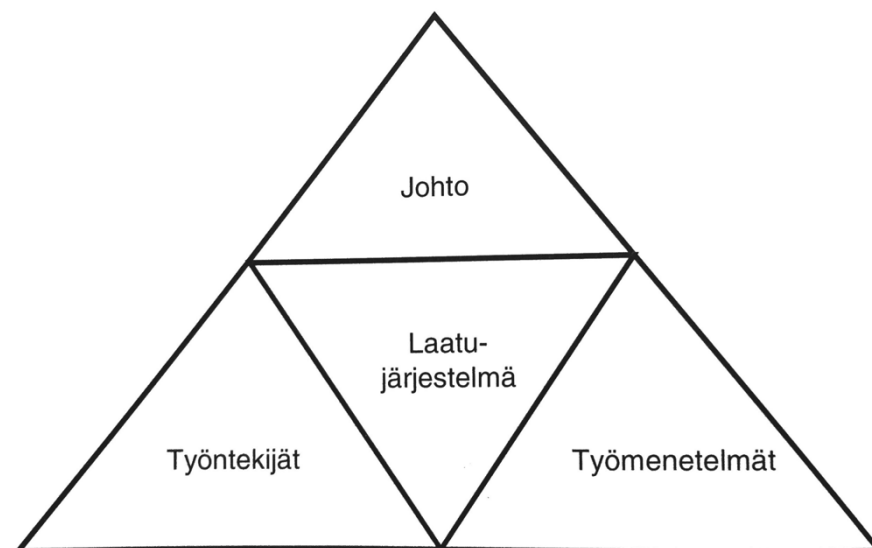 Johto
Laatu-
järjestelmä
Työntekijät
Työmenetelmät